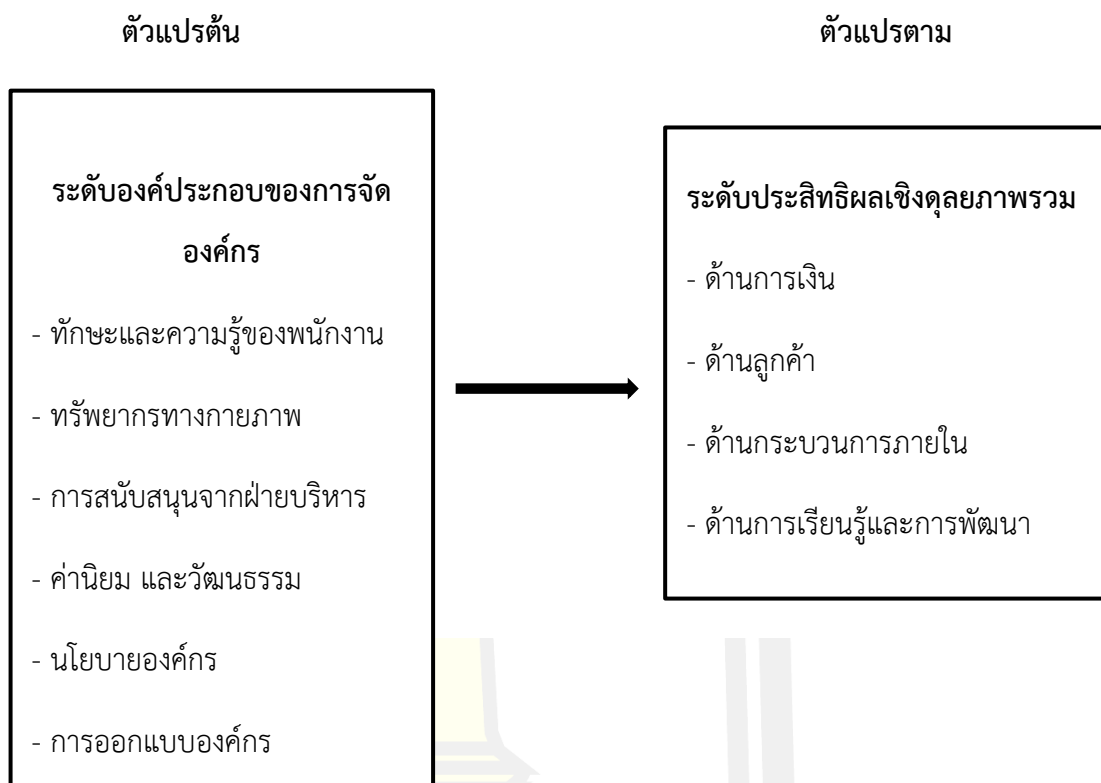 ตัวแปรต้น
ตัวแปรตาม
ระดับองค์ประกอบของการจัด
องค์กร
- ทักษะและความรู้ของพนักงาน
- ทรัพยากรทางกายภาพ
- การสนับสนุนจากฝ่ายบริหาร
- ค่านิยม และวัฒนธรรม
- นโยบายองค์กร
- การออกแบบองค์กร
ระดับประสิทธิผลเชิงดุลยภาพรวม
- ด้านการเงิน
- ด้านลูกค้า
- ด้านกระบวนการภายใน
- ด้านการเรียนรู้และการพัฒนา